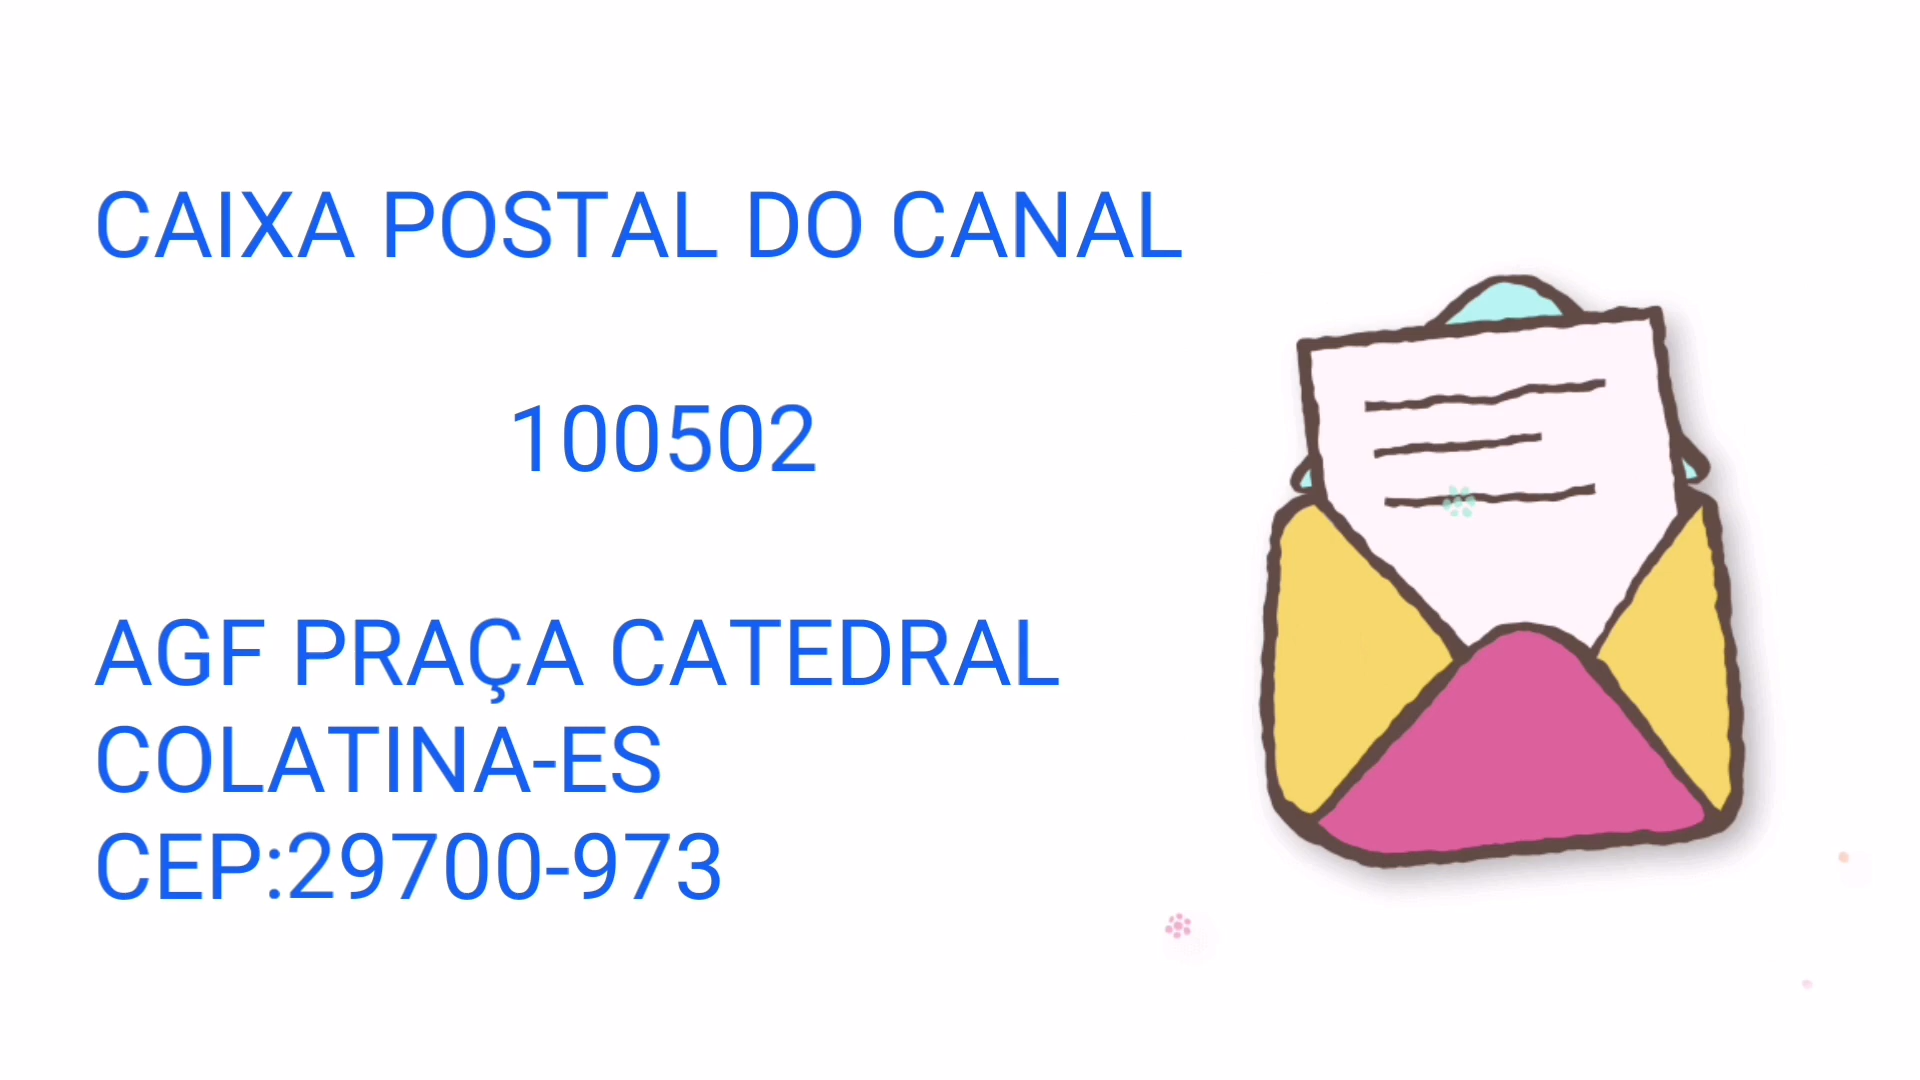 CAIXA POSTAL DO CANAL
100502
AGF PRAÇA CATEDRAL
COLATINA-ES
CEP:29700-973